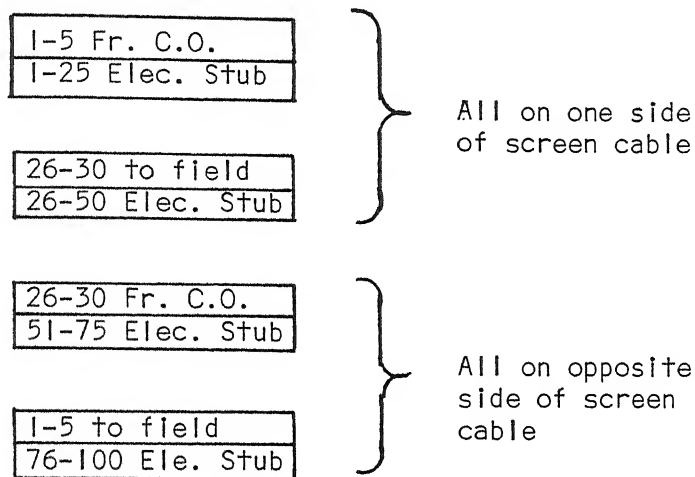 1-5 Fr. C.O.
1-25 Elec. Stub
All on one side
of screen cable
26-30 to field
26-50 Elec. Stub
26-30 Fr. C.O.
51-75 Elec. Stub
All on opposite
side of screen
cable
1-5 to field
76-100 Ele. Stub